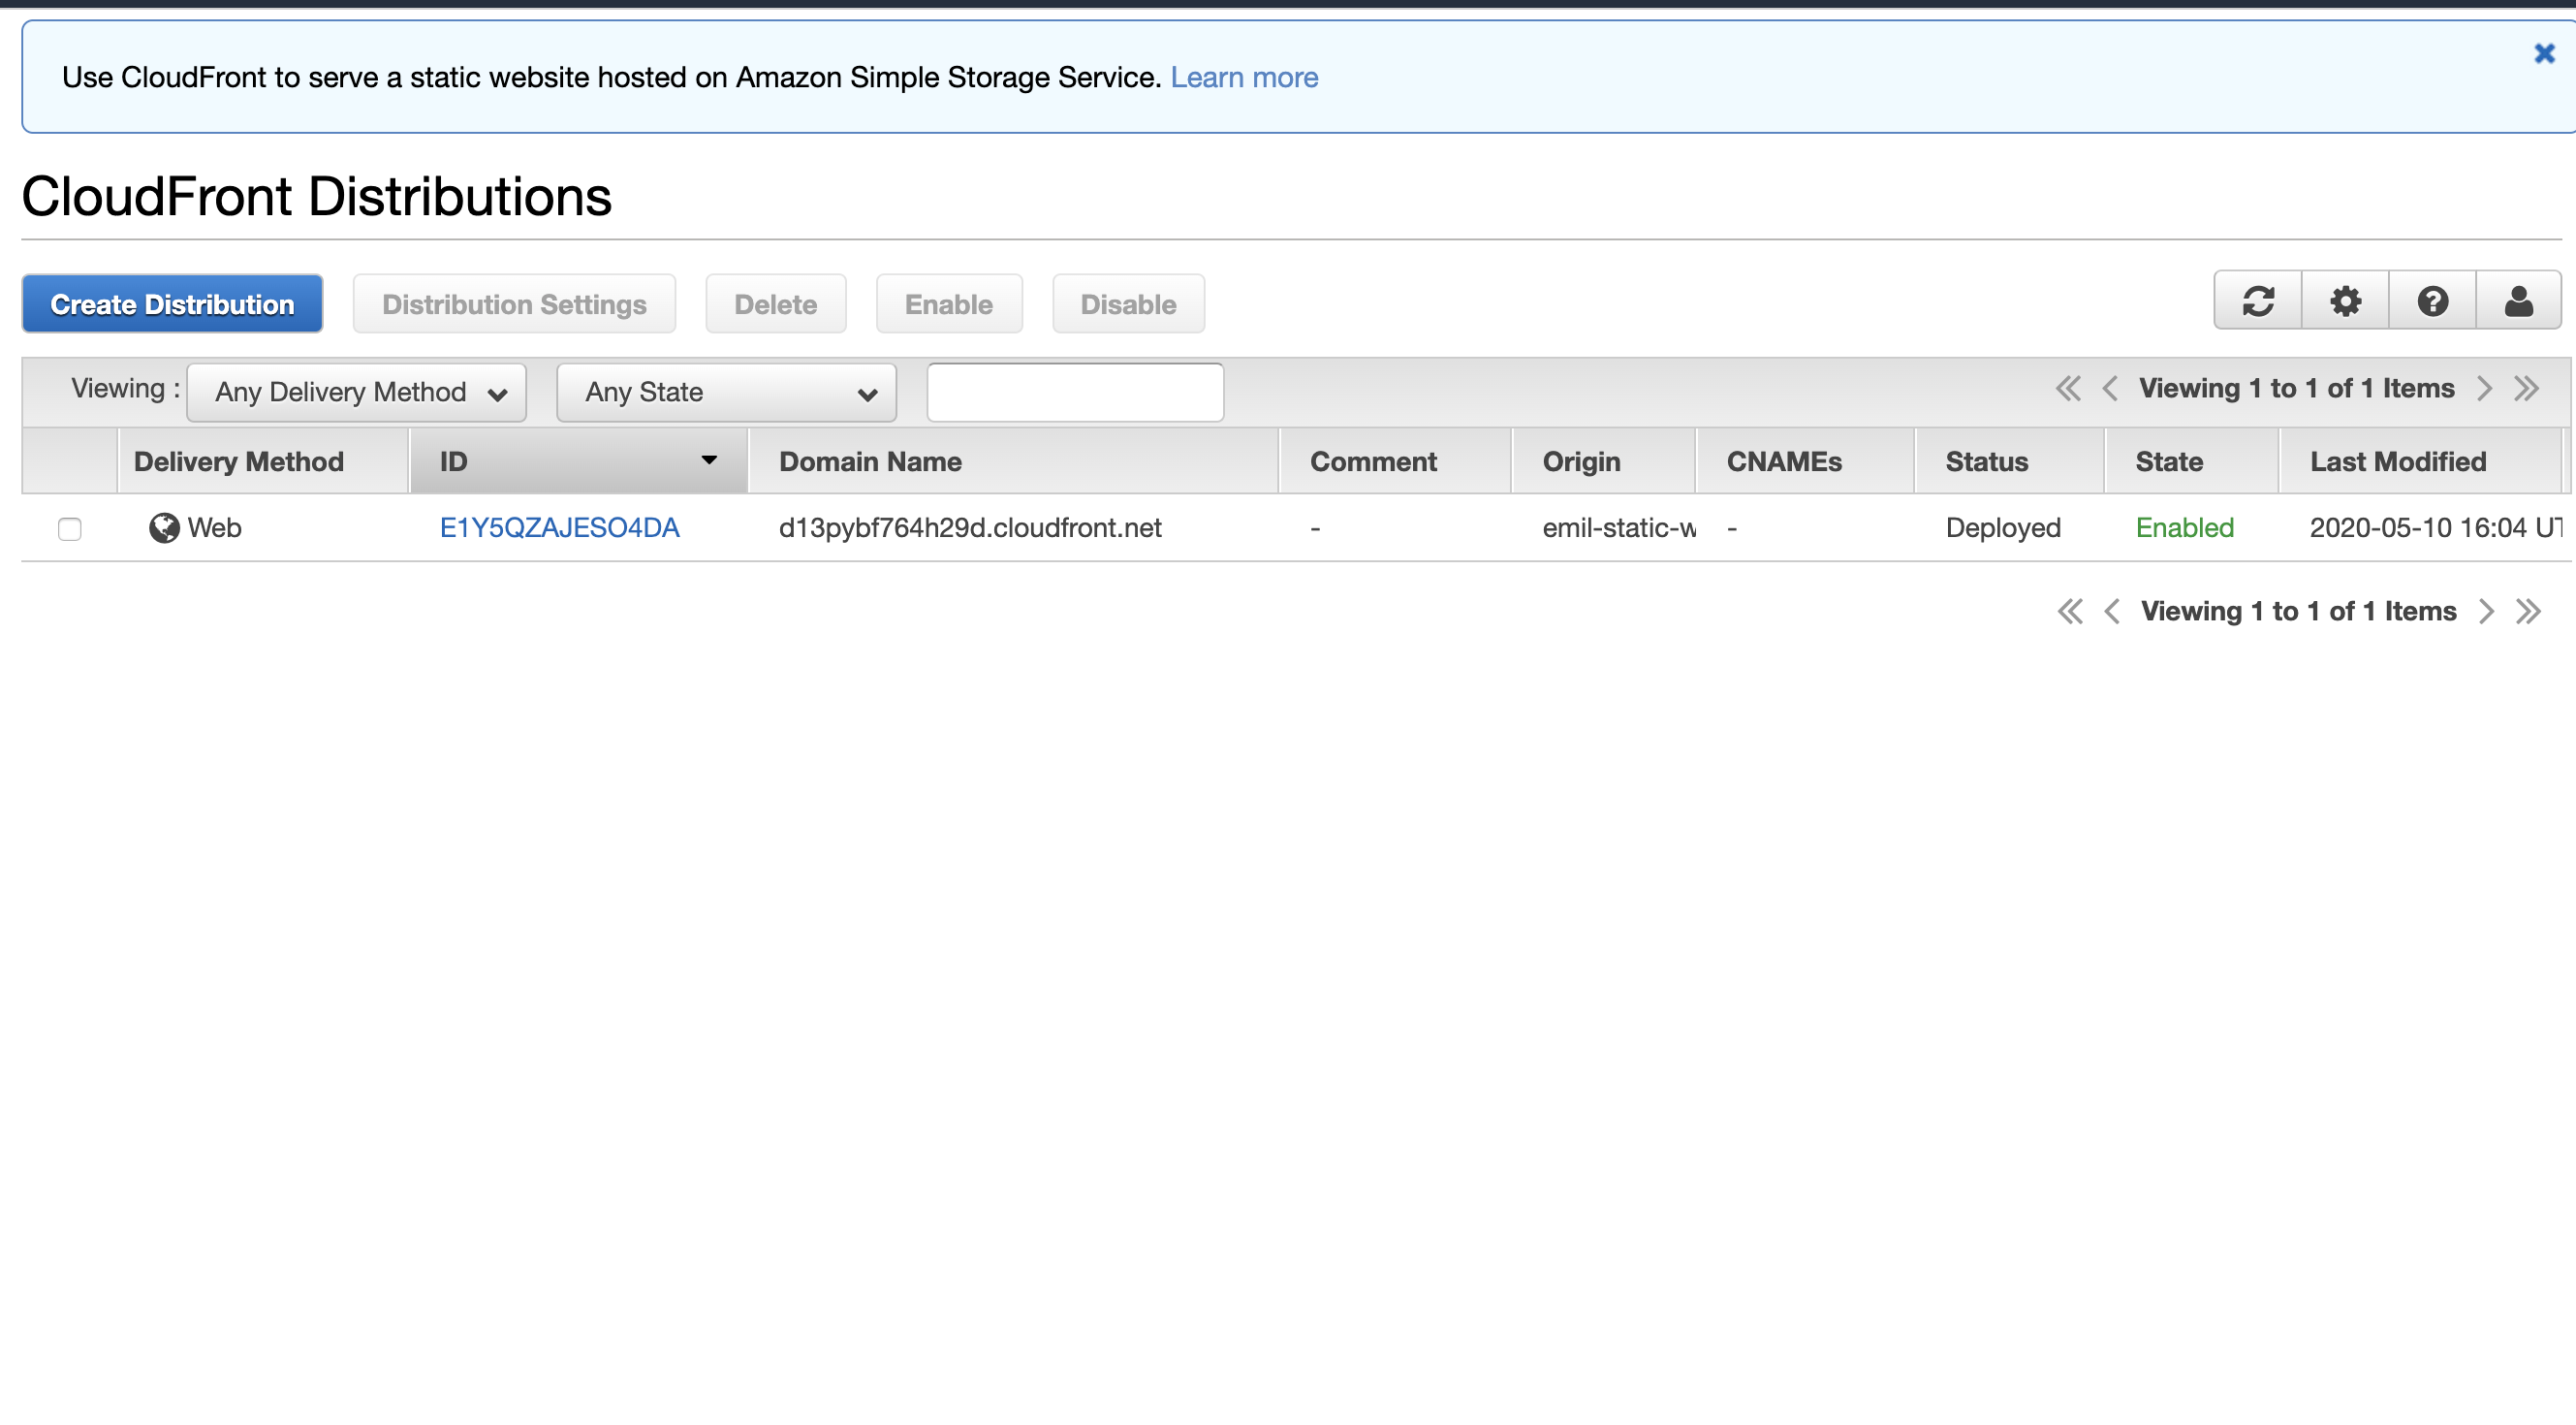 Use CloudFront to serve a static website hosted on Amazon Simple Storage Service. Learn more
CloudFront Distributions
Create Distribution Distribution Settings Delete Enable Disable
Viewing : Any Delivery Method Any State Viewing 1 to 1 of 1 Items
Delivery Method ID Domain Name Comment Origin CNAMEs Status State Last Modified
Web E1Y5QZAJESO4DA d13pybf764h29d.cloudfront.net - emil-static-w - Deployed Enabled 2020-05-10 16:04 UT
Viewing 1 to 1 of 1 Items